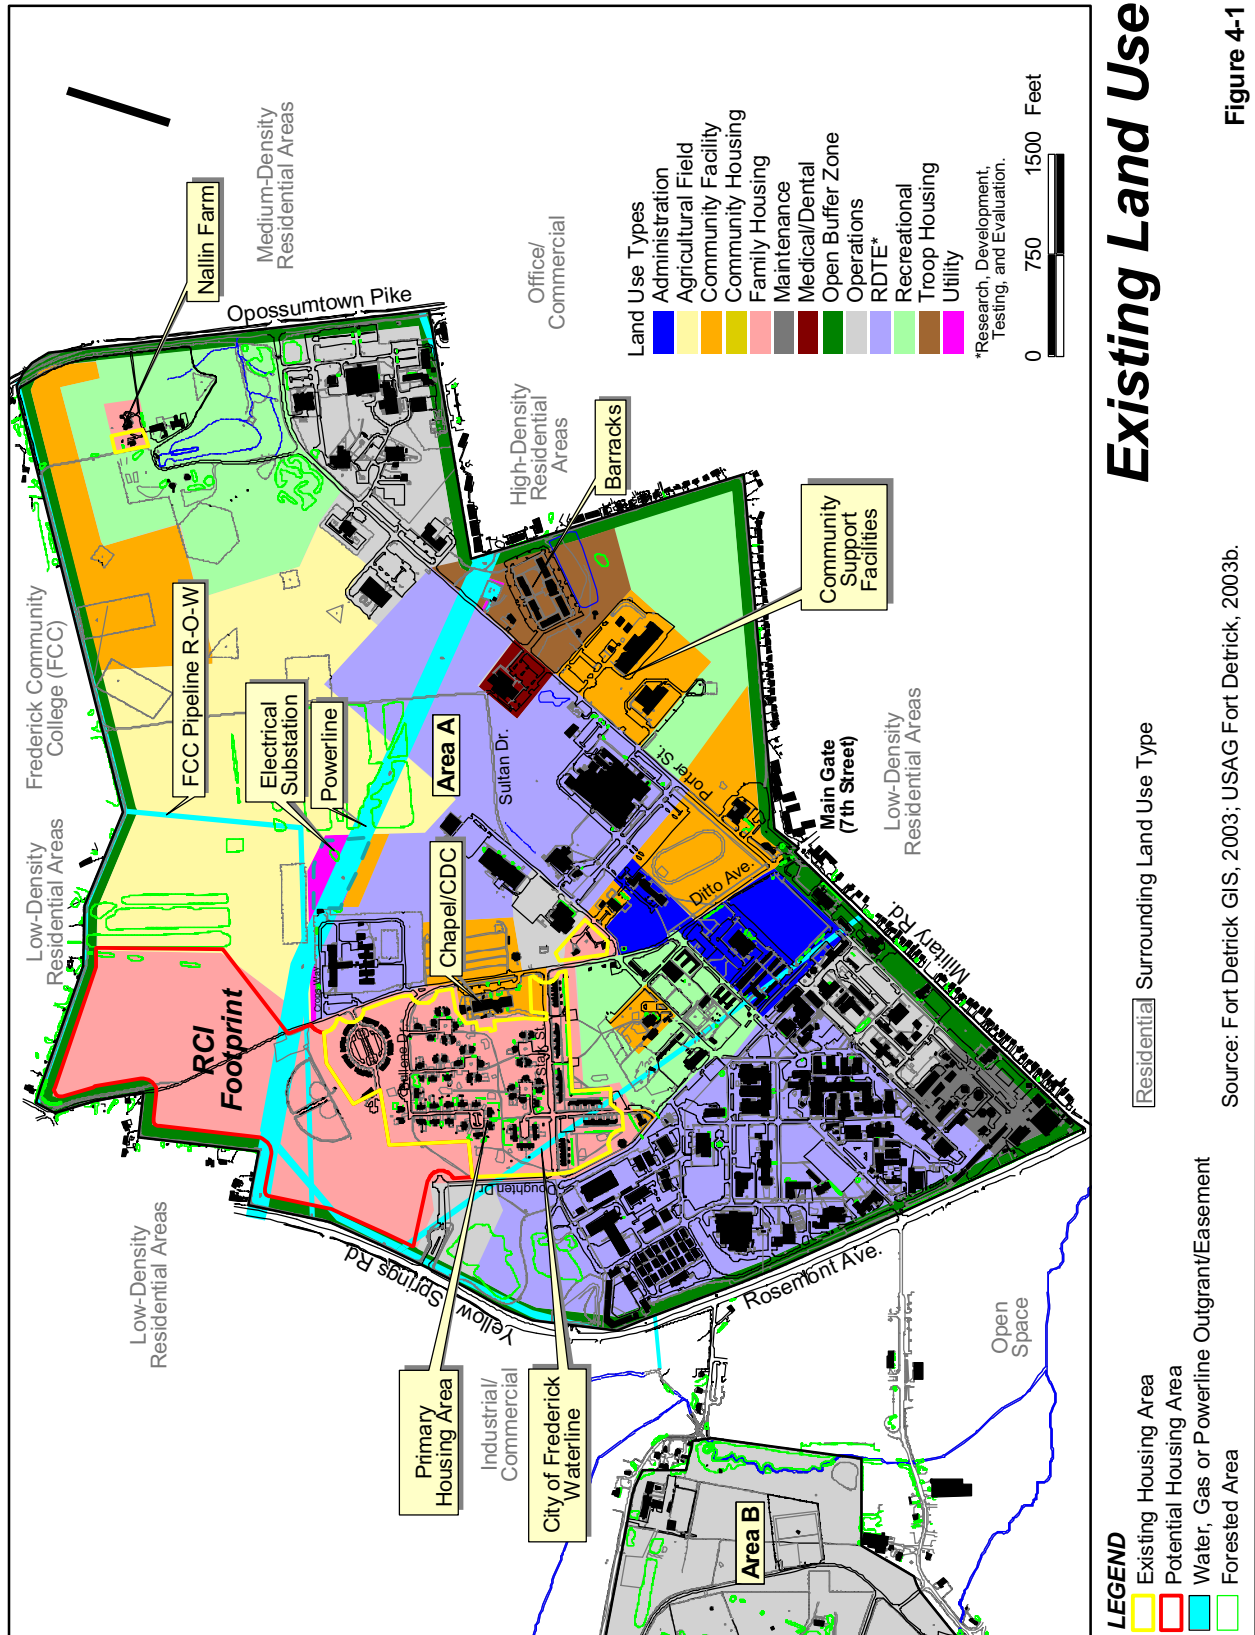 Existing Land Use
Figure 4-1
Low-Density
Residential Areas
Low-Density
Residential Areas
Frederick Community
College (FCC)
Medium-Density
Residential Areas
Nallin Farm
Opossumtown Pike
Office/
Commercial
High-Density
Residential
Areas
Barracks
Community
Support
Facilities
FCC Pipeline R-O-W
Electrical
Substation
Powerline
Area A
Sultan Dr.
Chapel/CDC
Porter St.
Ditto Ave.
Main Gate
(7th Street)
Low-Density
Residential Areas
Military Rd.
RCI
Footprint
Stark St.
Doughten Dr.
Yellow Springs Rd.
Rosemont Ave.
Primary
Housing Area
Industrial/
Commercial
City of Frederick
Waterline
Open
Space
Area B
Land Use Types
Administration
Agricultural Field
Community Facility
Community Housing
Family Housing
Maintenance
Medical/Dental
Open Buffer Zone
Operations
RDTE*
Recreational
Troop Housing
Utility
*Research, Development,
Testing, and Evaluation.
0 750 1500 Feet
LEGEND
Existing Housing Area
Potential Housing Area
Water, Gas or Powerline Outgrant/Easement
Forested Area
Residential Surrounding Land Use Type
Source: Fort Detrick GIS, 2003; USAG Fort Detrick, 2003b.